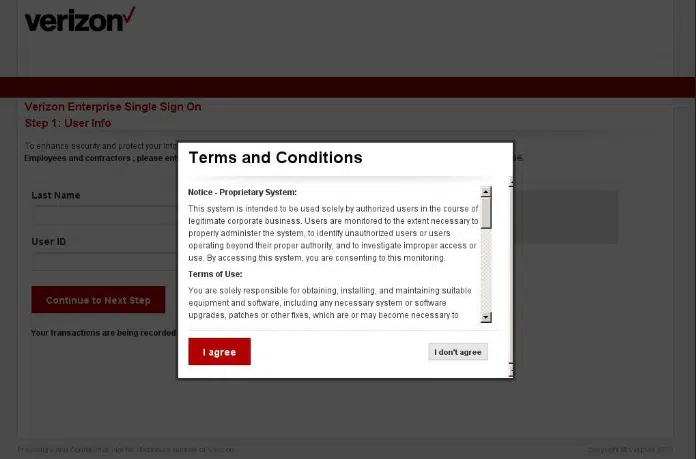 verizon
Verizon Enterprise Single Sign On
Step 1: User Info
To enhance security and protect your info
Employees and contractors , please ent
Last Name
User ID
Continue to Next Step
Your transactions are being recorded
Terms and Conditions
Notice - Proprietary System:
This system is intended to be used solely by authorized users in the course of
legitimate corporate business. Users are monitored to the extent necessary to
properly administer the system, to identify unauthorized users or users
operating beyond their proper authority, and to investigate improper access or
use. By accessing this system, you are consenting to this monitoring.
Terms of Use:
You are solely responsible for obtaining, installing, and maintaining suitable
equipment and software, including any necessary system or software
upgrades, patches or other fixes, which are or may become necessary to
I agree
I don't agree